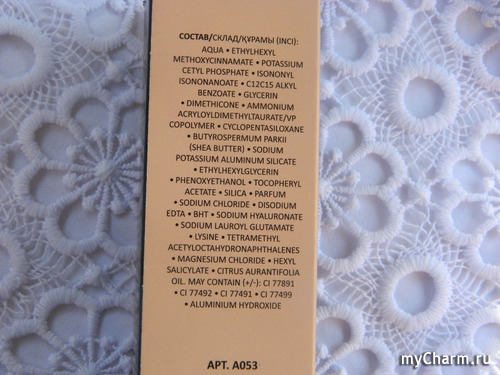 СОСТАВ/СКЛАД/ҚҰРАМЫ (INCI):
AQUA • ETHYLHEXYL
METHOXYCINNAMATE • POTASSIUM
CETYL PHOSPHATE • ISONONYL
ISONONANOATE • C12C15 ALKYL
BENZOATE • GLYCERIN
• DIMETHICONE • AMMONIUM
ACRYLOYLDIMETHYLTAURATE/VP
COPOLYMER • CYCLOPENTASILOXANE
• BUTYROSPERMUM PARKII
(SHEA BUTTER) • SODIUM
POTASSIUM ALUMINUM SILICATE
• ETHYLHEXYLGLYCERIN
• PHENOXYETHANOL • TOCOPHERYL
ACETATE • SILICA • PARFUM
• SODIUM CHLORIDE • DISODIUM
EDTA • BHT • SODIUM HYALURONATE
• SODIUM LAUROYL GLUTAMATE
• LYSINE • TETRAMETHYL
ACETYLOCTAHYDRONAPHTHALENES
• MAGNESIUM CHLORIDE • HEXYL
SALICYLATE • CITRUS AURANTIFOLIA
OIL. MAY CONTAIN (+/-): CI 77891
• CI 77492 • CI 77491 • CI 77499
• ALUMINIUM HYDROXIDE
АРТ. А053
myCharm.ru